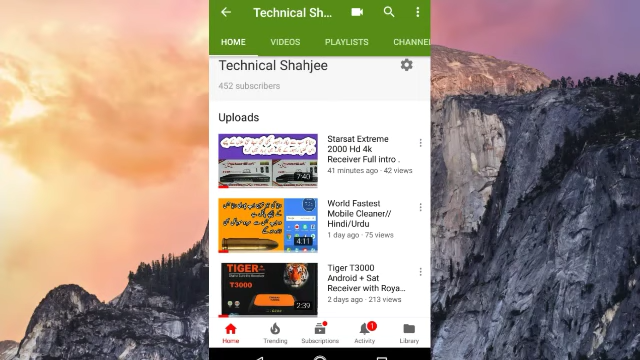 Technical Sh...
HOME VIDEOS PLAYLISTS CHANNEL
Technical Shahjee
452 subscribers
Uploads
Starsat Extreme
2000 Hd 4k
Receiver Full intro .
41 minutes ago · 42 views
7:40
World Fastest
Mobile Cleaner//
Hindi/Urdu
1 day ago · 75 views
4:11
TIGER
T3000
Tiger T3000
Android + Sat
Receiver with Roya...
2 days ago · 213 views
2:39
1
Home Trending Subscriptions Activity Library